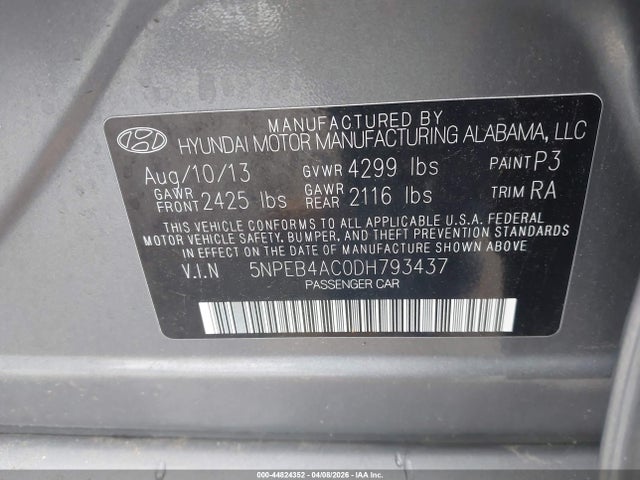 MANUFACTURED BY
HYUNDAI MOTOR MANUFACTURING ALABAMA, LLC
Aug/10/13 GVWR 4299 lbs PAINT P3
GAWR FRONT 2425 lbs GAWR REAR 2116 lbs TRIM RA
THIS VEHICLE CONFORMS TO ALL APPLICABLE U.S.A. FEDERAL
MOTOR VEHICLE SAFETY, BUMPER, AND THEFT PREVENTION STANDARDS
IN EFFECT ON THE DATE OF MANUFACTURE SHOWN ABOVE.
V.I.N 5NPEB4AC0DH793437
PASSENGER CAR
000-44824352 - 04/08/2026 - IAA Inc.